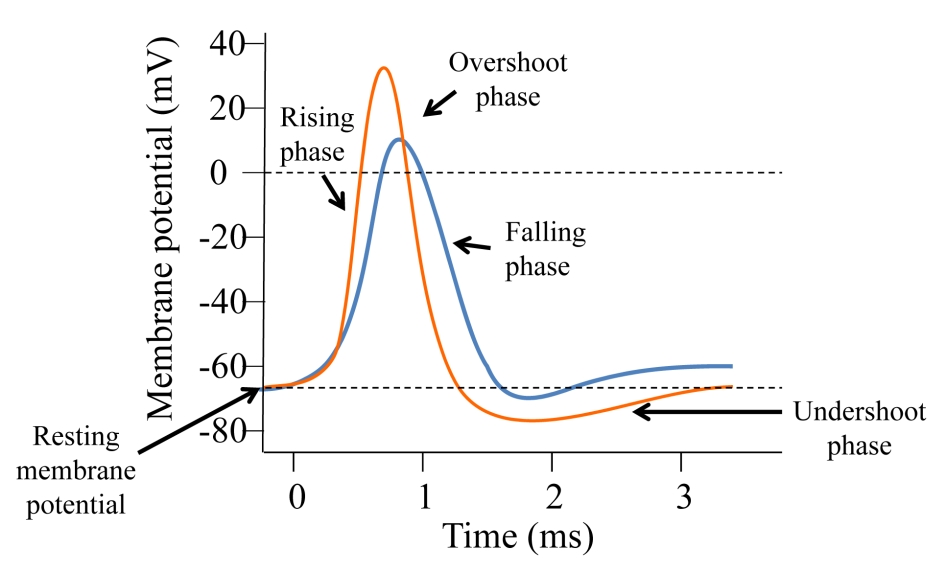 Membrane potential (mV)
40
20
0
-20
-40
-60
-80
Overshoot
phase
Rising
phase
Falling
phase
Undershoot
phase
Resting
membrane
potential
0 1 2 3
Time (ms)